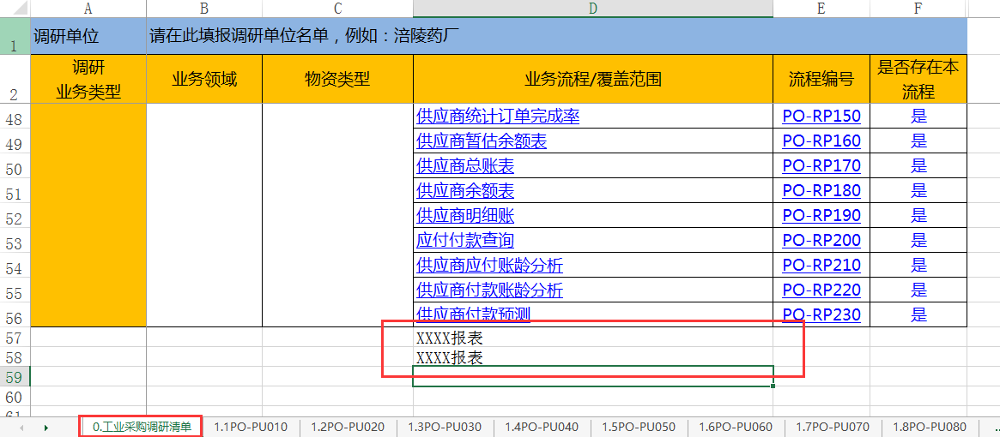 A B C D E F
1 调研单位 请在此填报调研单位名单，例如：涪陵药厂
调研 是否存在本
2 业务类型 业务领域 物资类型 业务流程/覆盖范围 流程编号 流程
48 供应商统计订单完成率 PO-RP150 是
49 供应商暂估余额表 PO-RP160 是
50 供应商总账表 PO-RP170 是
51 供应商余额表 PO-RP180 是
52 供应商明细账 PO-RP190 是
53 应付付款查询 PO-RP200 是
54 供应商应付账龄分析 PO-RP210 是
55 供应商付款账龄分析 PO-RP220 是
56 供应商付款预测 PO-RP230 是
57 XXXX报表
58 XXXX报表
59
60
61
0.工业采购调研清单 1.1PO-PU010 1.2PO-PU020 1.3PO-PU030 1.4PO-PU040 1.5PO-PU050 1.6PO-PU060 1.7PO-PU070 1.8PO-PU080 ...